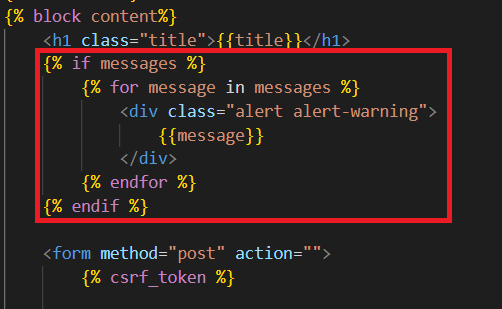 {% block content%}
<h1 class="title">{{title}}</h1>
{% if messages %}
{% for message in messages %}
<div class="alert alert-warning">
{{message}}
</div>
{% endfor %}
{% endif %}
<form method="post" action="">
{% csrf_token %}